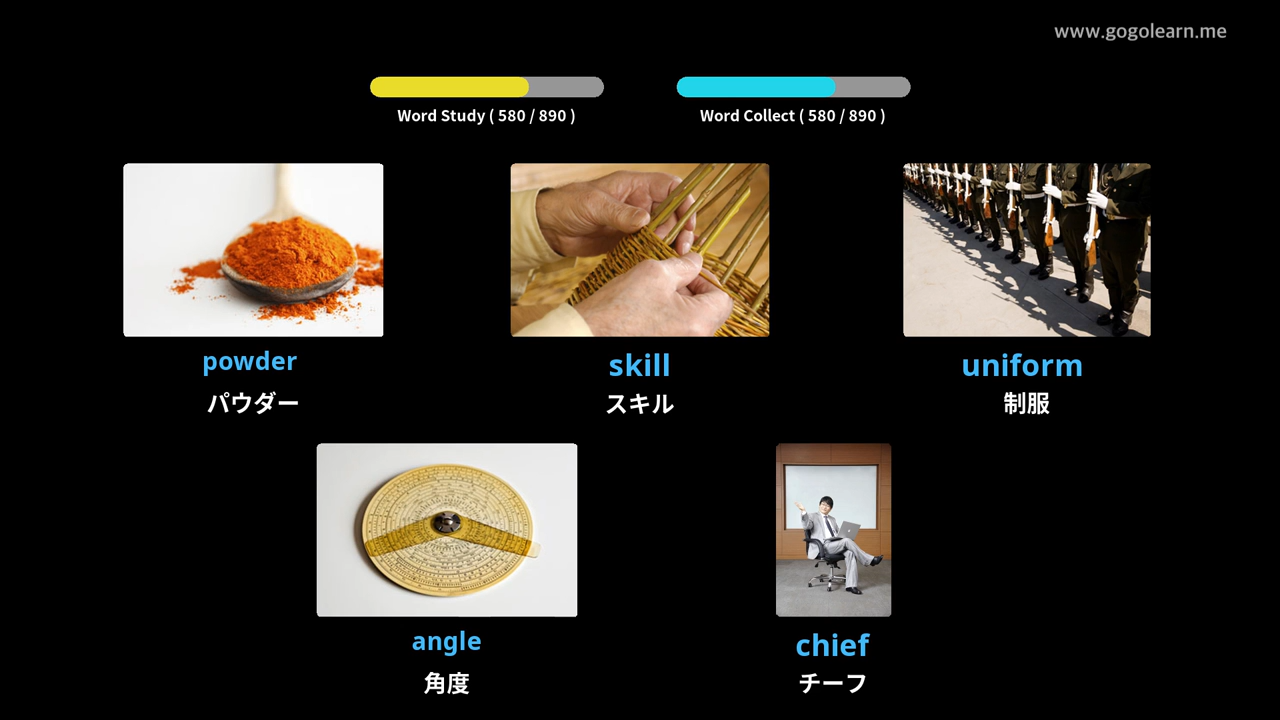 www.gogolearn.me
Word Study ( 580 / 890 )
Word Collect ( 580 / 890 )
powder
パウダー
skill
スキル
uniform
制服
angle
角度
chief
チーフ